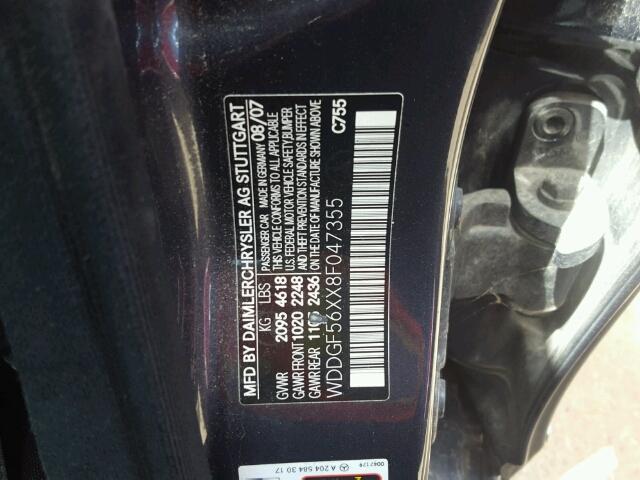 MFD BY DAIMLERCHRYSLER AG STUTTGART
PASSENGER CAR MADE IN GERMANY 08/07
KG LBS THIS VEHICLE CONFORMS TO ALL APPLICABLE
GVWR 2095 4618 U.S. FEDERAL MOTOR VEHICLE SAFETY, BUMPER
GAWR FRONT 1020 2248 AND THEFT PREVENTION STANDARDS IN EFFECT
GAWR REAR 2436 ON THE DATE OF MANUFACTURE SHOWN ABOVE
WDDGF56XX8F047355 C755
A 204 584 30 17
0047179